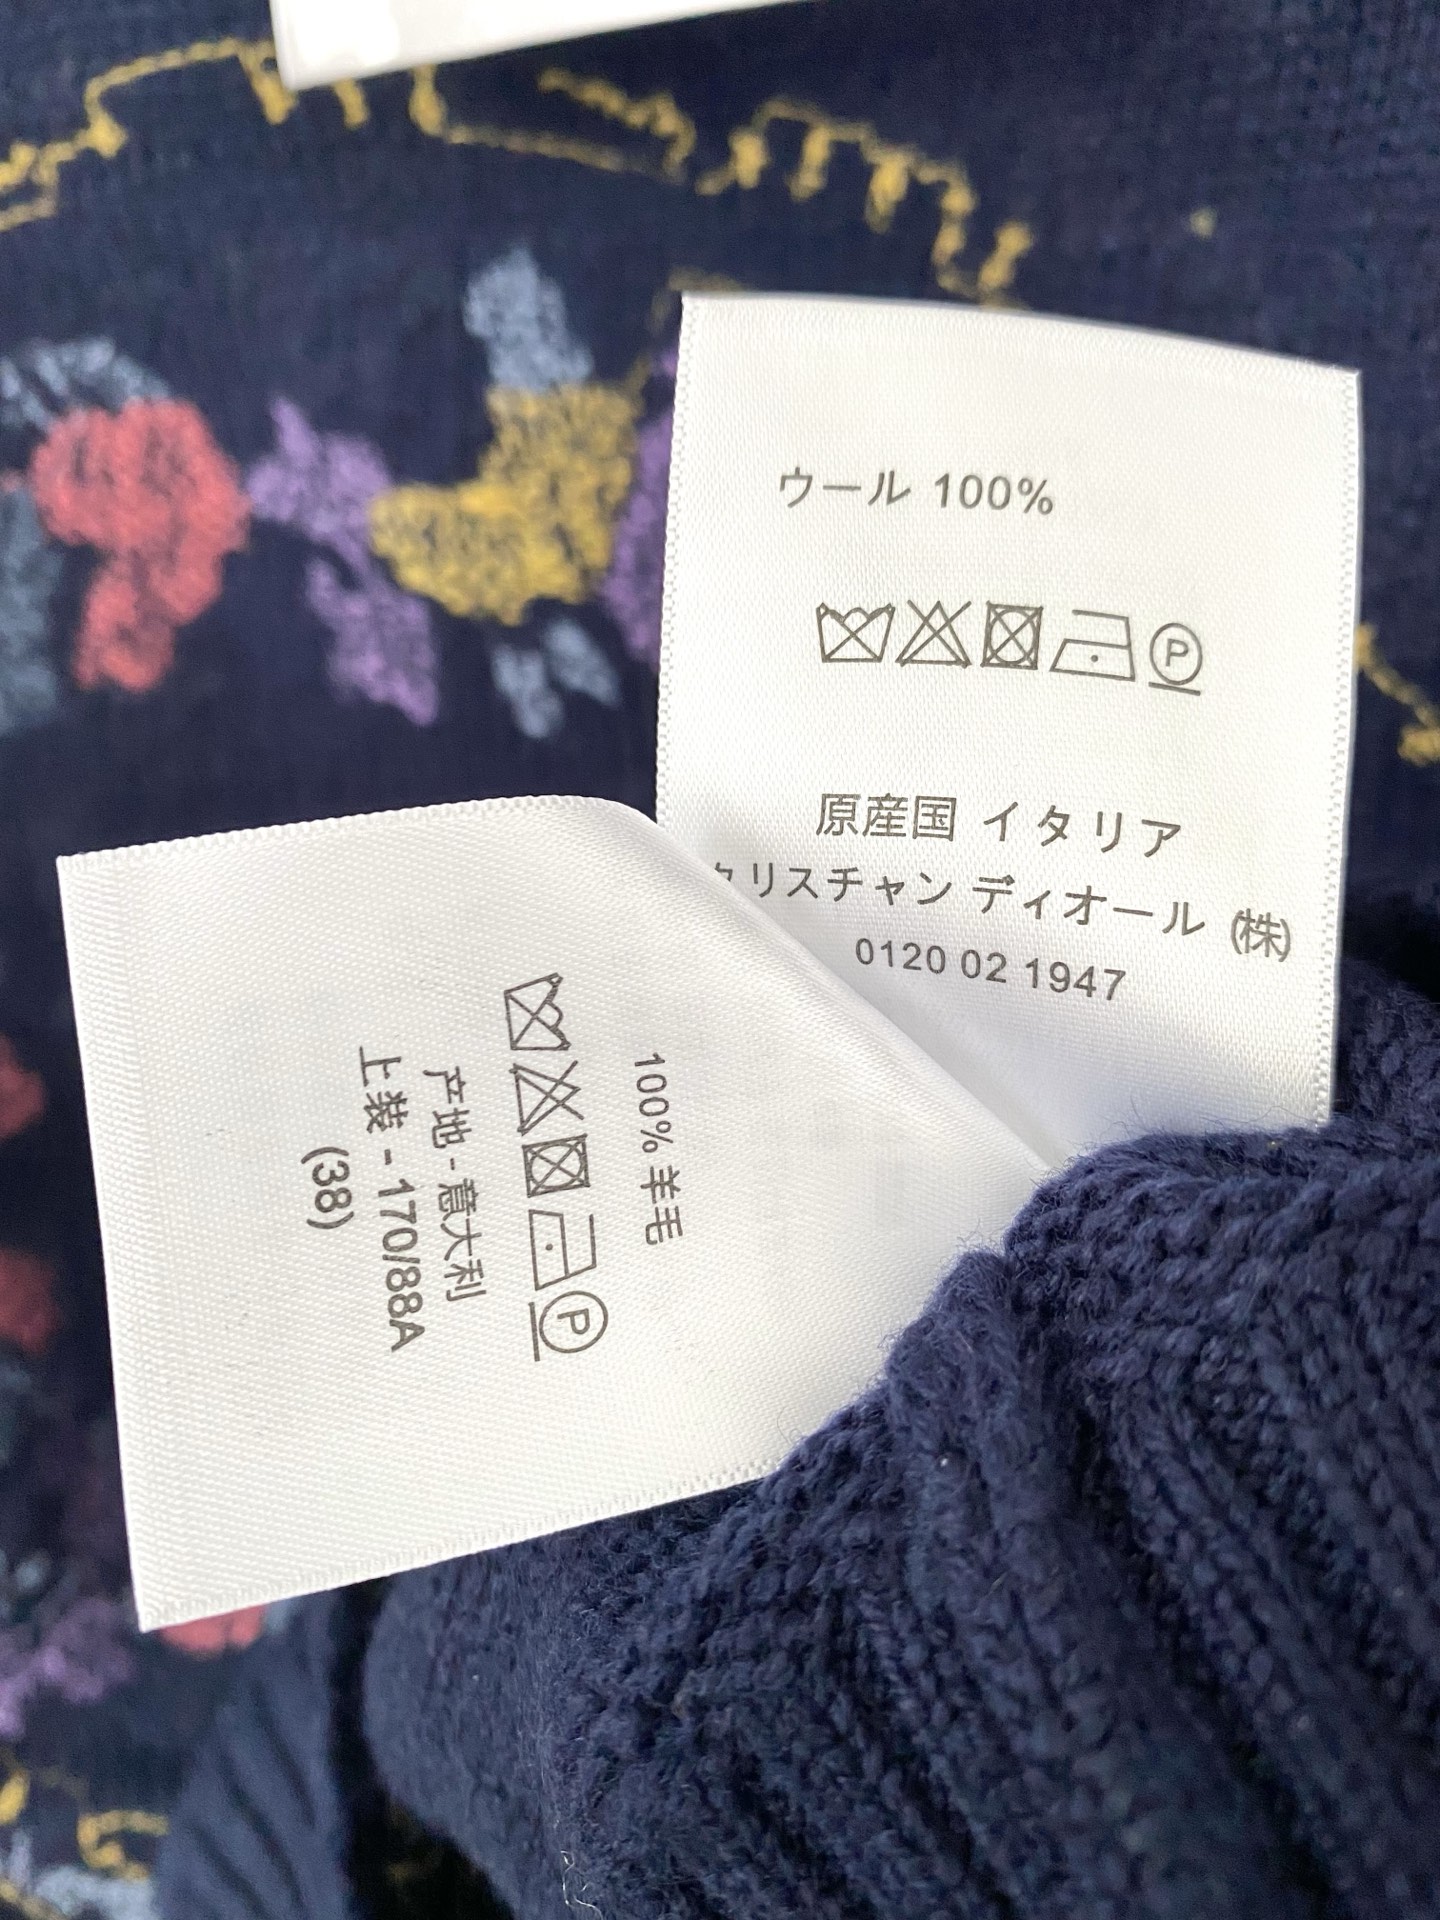 ウール 100%
P
原産国 イタリア
クリスチャン ディオール (株)
0120 02 1947
100% 羊毛
P
产地 - 意大利
上装 - 170/88A
(38)